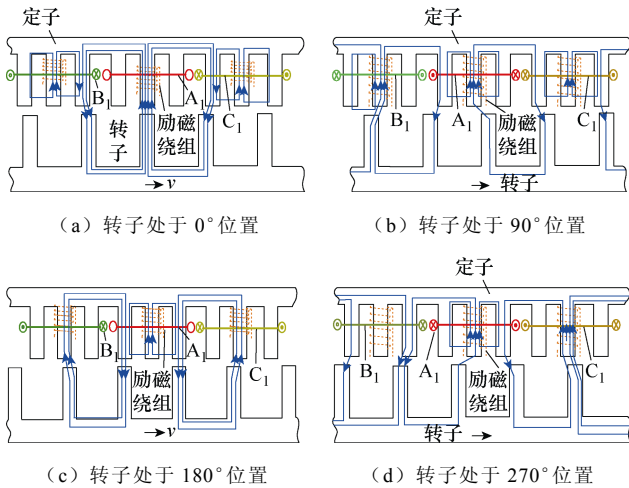 定子
B₁
A₁
C₁
转子
励磁
绕组
v
(a) 转子处于 0°位置
定子
B₁
A₁
C₁
励磁
绕组
转子
(b) 转子处于 90°位置
B₁
A₁
C₁
励磁
绕组
v
(c) 转子处于 180°位置
定子
B₁
A₁
C₁
励磁
绕组
转子
(d) 转子处于 270°位置